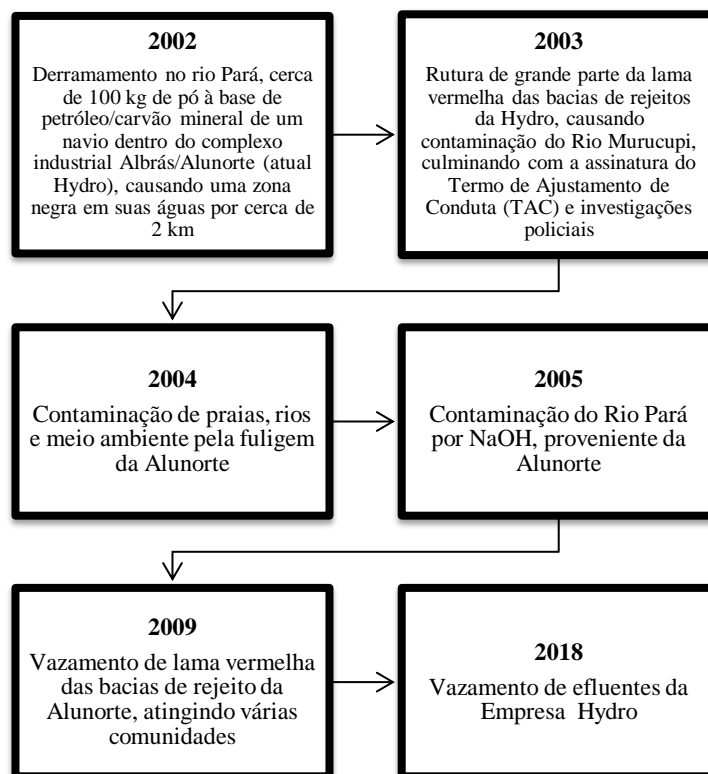 2002
Derramamento no rio Pará, cerca
de 100 kg de pó à base de
petróleo/carvão mineral de um
navio dentro do complexo
industrial Albrás/Alunorte (atual
Hydro), causando uma zona
negra em suas águas por cerca de
2 km
2003
Rutura de grande parte da lama
vermelha das bacias de rejeitos
da Hydro, causando
contaminação do Rio Murucupi,
culminando com a assinatura do
Termo de Ajustamento de
Conduta (TAC) e investigações
policiais
2004
Contaminação de praias, rios
e meio ambiente pela fuligem
da Alunorte
2005
Contaminação do Rio Pará
por NaOH, proveniente da
Alunorte
2009
Vazamento de lama vermelha
das bacias de rejeito da
Alunorte, atingindo várias
comunidades
2018
Vazamento de efluentes da
Empresa Hydro